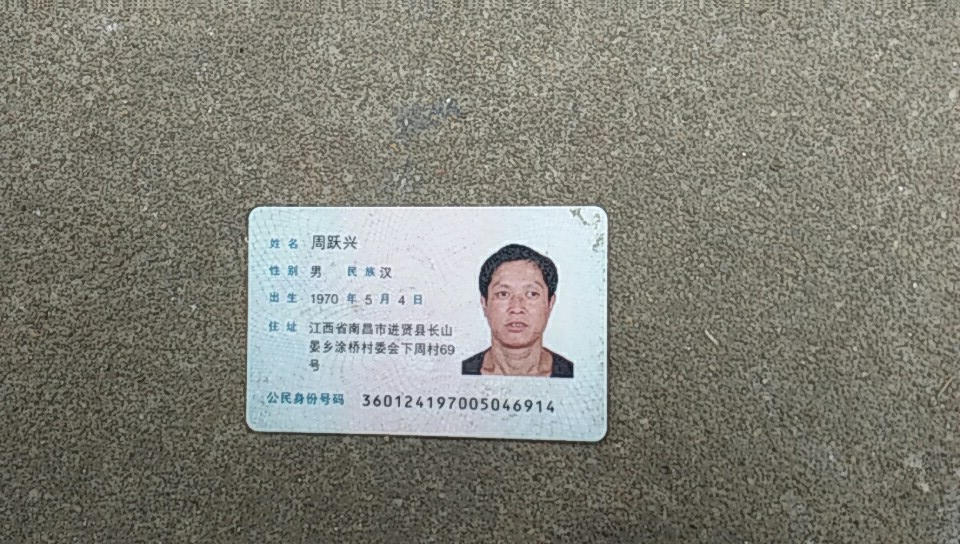 姓名 周跃兴
性别 男 民族 汉
出生 1970 年 5 月 4 日
住址 江西省南昌市进贤县长山
晏乡涂桥村委会下周村69
号
公民身份号码 360124197005046914